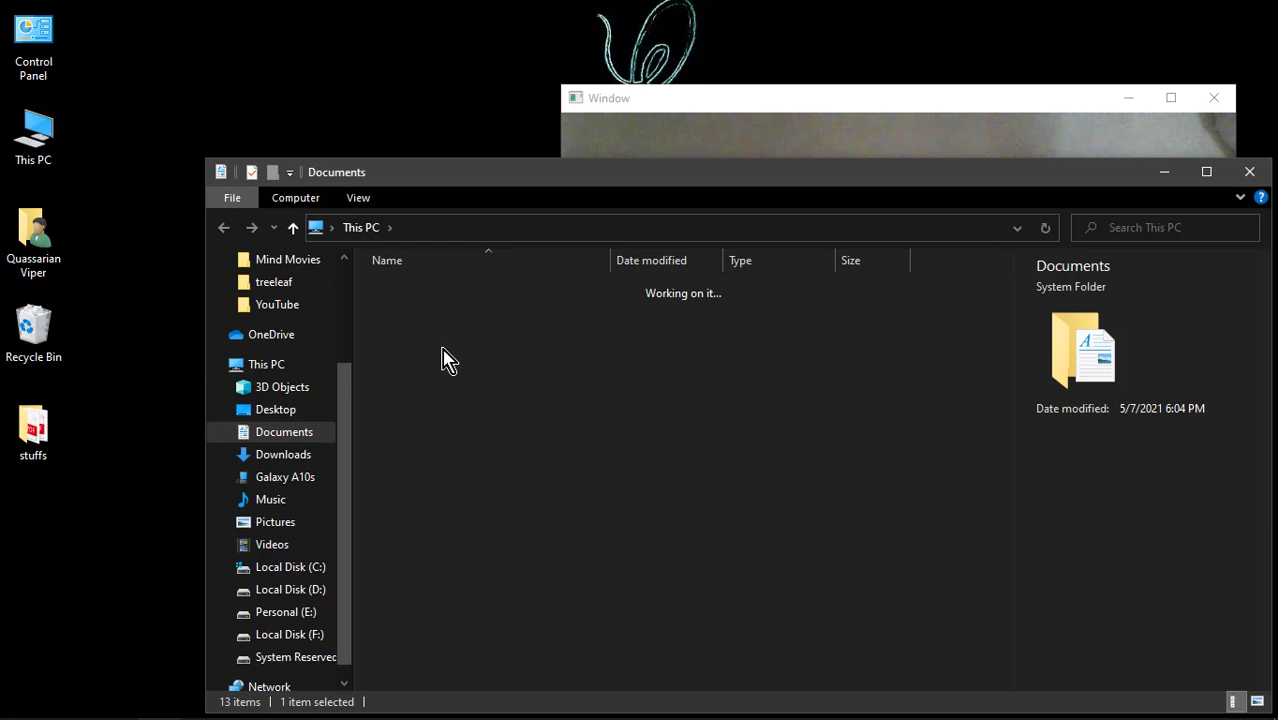 Control
Panel
This PC
Quassarian
Viper
Recycle Bin
stuffs
Window
Documents
File Computer View
This PC
Search This PC
Mind Movies
treeleaf
YouTube
OneDrive
This PC
3D Objects
Desktop
Documents
Downloads
Galaxy A10s
Music
Pictures
Videos
Local Disk (C:)
Local Disk (D:)
Personal (E:)
Local Disk (F:)
System Reserved
Network
Name Date modified Type Size
Working on it...
Documents
System Folder
Date modified: 5/7/2021 6:04 PM
13 items 1 item selected